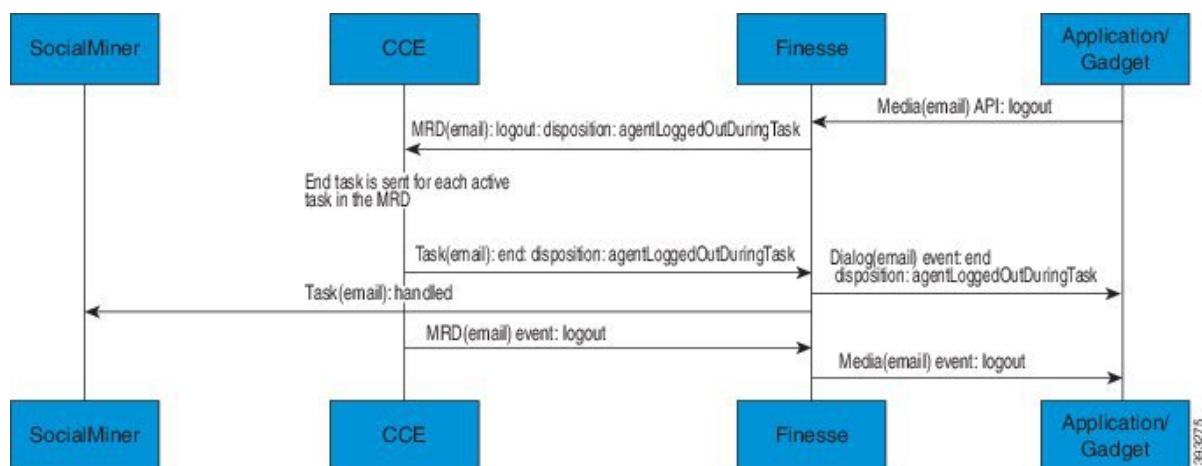 SocialMiner
CCE
Finesse
Application/
Gadget
Media(email) API: logout
MRD(email): logout: disposition: agentLoggedOutDuringTask
End task is sent for each active
task in the MRD
Task(email): end: disposition: agentLoggedOutDuringTask
Dialog(email) event: end
disposition: agentLoggedOutDuringTask
Task(email): handled
MRD(email) event: logout
Media(email) event: logout
SocialMiner
CCE
Finesse
Application/
Gadget
393275